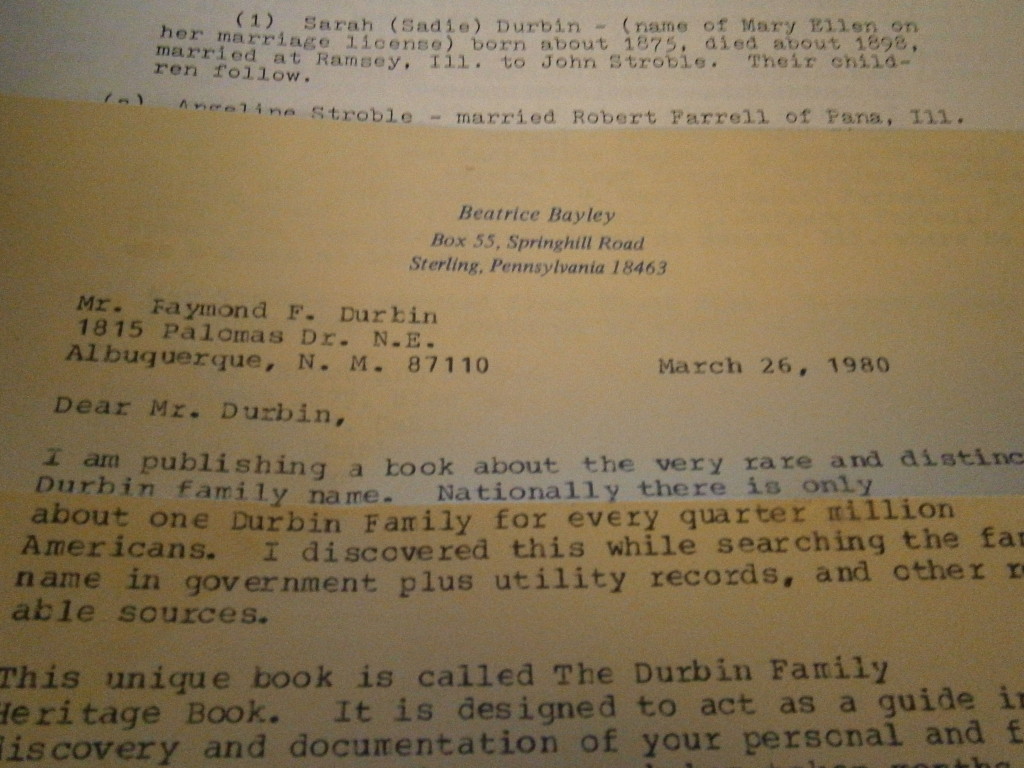 (1) Sarah (Sadie) Durbin - (name of Mary Ellen on
her marriage license) born about 1875, died about 1898,
married at Ramsey, Ill. to John Stroble. Their child-
ren follow.
Angeline Stroble - married Robert Farrell of Pana, Ill.
Beatrice Bayley
Box 55, Springhill Road
Sterling, Pennsylvania 18463
Mr. Raymond F. Durbin
1815 Palomas Dr. N.E.
Albuquerque, N. M. 87110
March 26, 1980
Dear Mr. Durbin,
I am publishing a book about the very rare and distinc
Durbin family name. Nationally there is only
about one Durbin Family for every quarter million
Americans. I discovered this while searching the fam
name in government plus utility records, and other r
able sources.
This unique book is called The Durbin Family
Heritage Book. It is designed to act as a guide in
iscovery and documentation of your personal and f